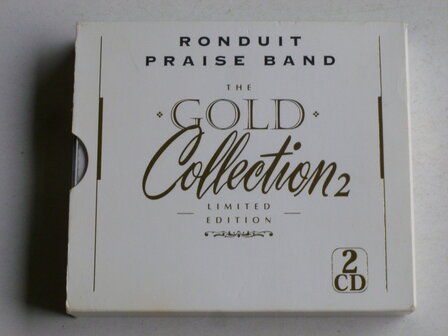 RONDUIT
PRAISE BAND
THE
GOLD
Collection 2
LIMITED
EDITION
2
CD